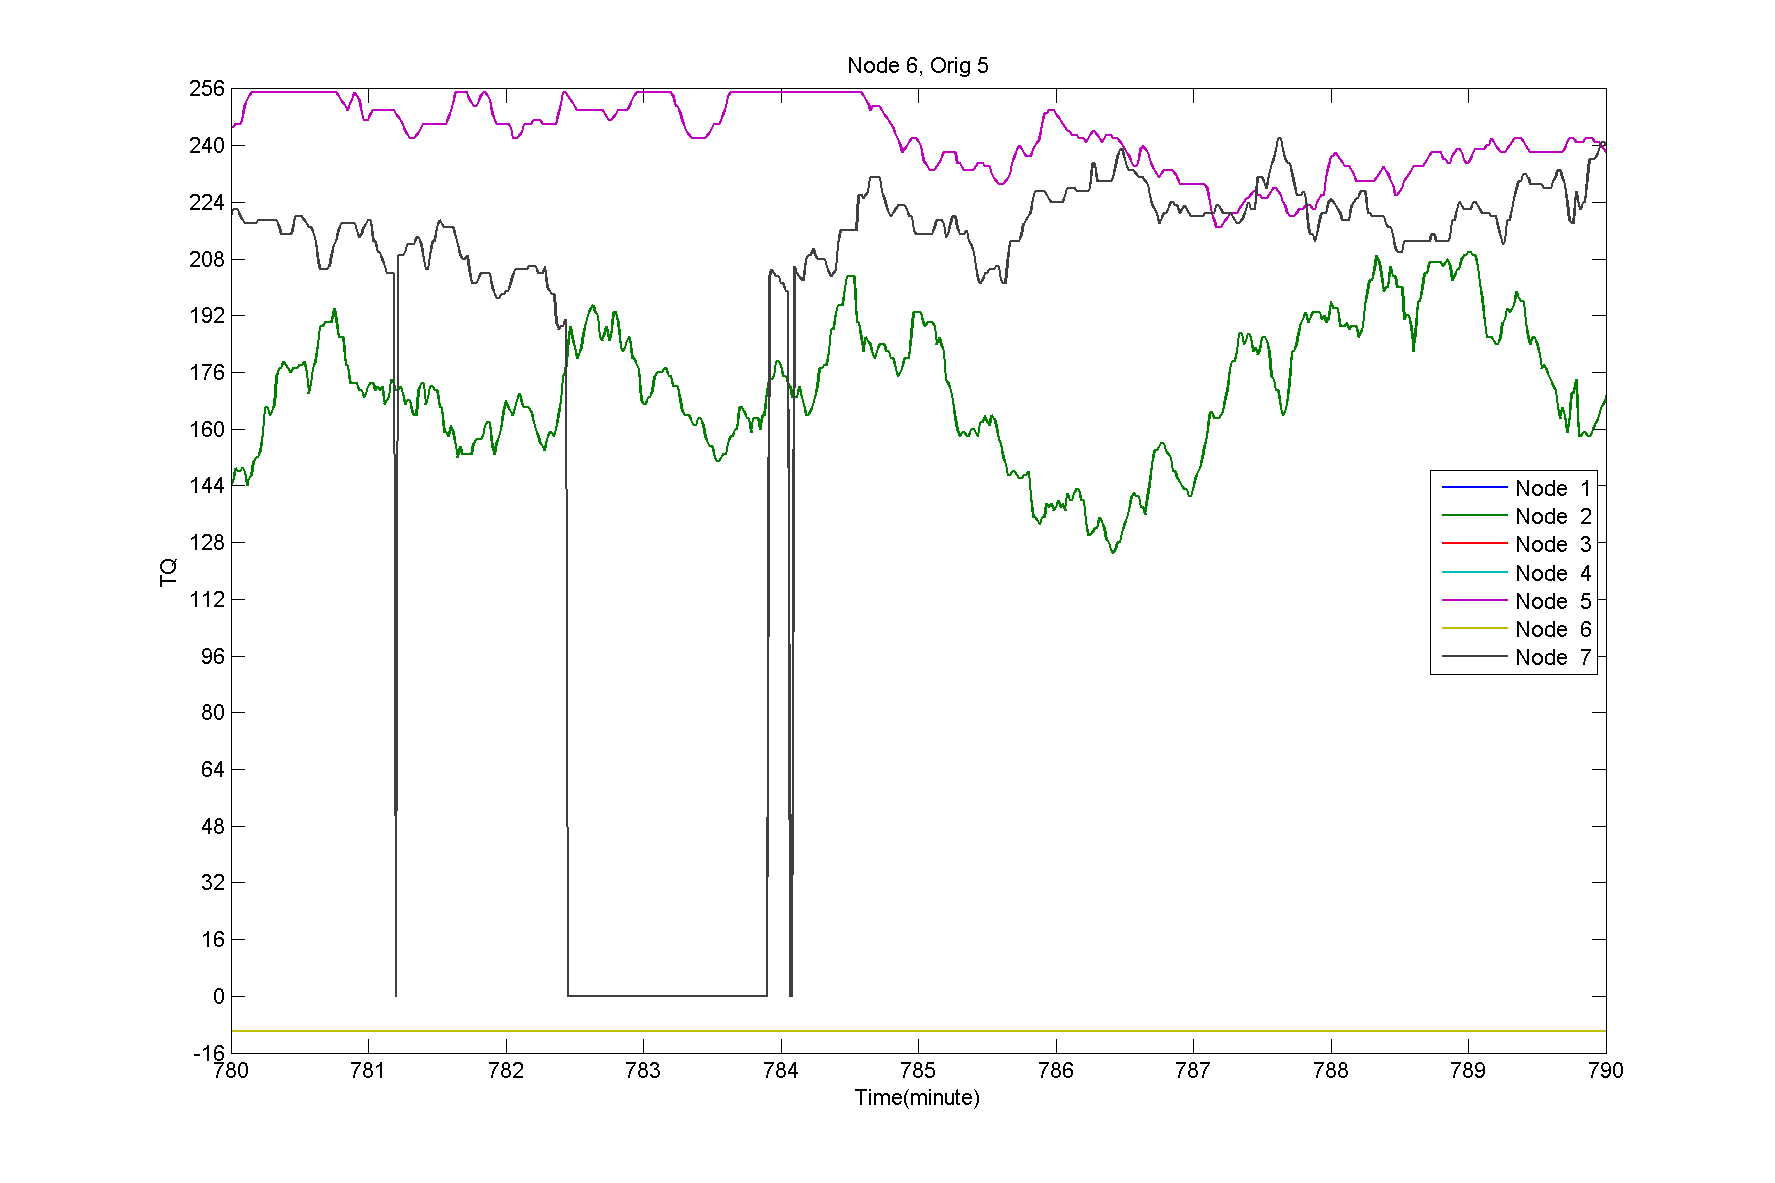 Node 6, Orig 5
256
240
224
208
192
176
160
144
128
112
96
80
64
48
32
16
0
-16
TQ
Node 1
Node 2
Node 3
Node 4
Node 5
Node 6
Node 7
780 781 782 783 784 785 786 787 788 789 790
Time(minute)